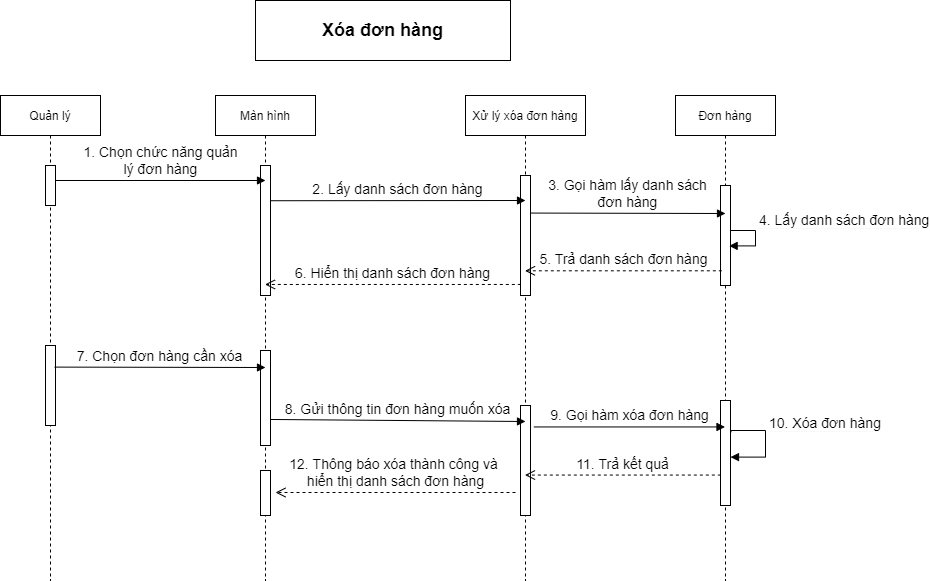 Xóa đơn hàng
Quản lý
Màn hình
Xử lý xóa đơn hàng
Đơn hàng
1. Chọn chức năng quản
lý đơn hàng
2. Lấy danh sách đơn hàng
3. Gọi hàm lấy danh sách
đơn hàng
4. Lấy danh sách đơn hàng
5. Trả danh sách đơn hàng
6. Hiển thị danh sách đơn hàng
7. Chọn đơn hàng cần xóa
8. Gửi thông tin đơn hàng muốn xóa
9. Gọi hàm xóa đơn hàng
10. Xóa đơn hàng
11. Trả kết quả
12. Thông báo xóa thành công và
hiển thị danh sách đơn hàng